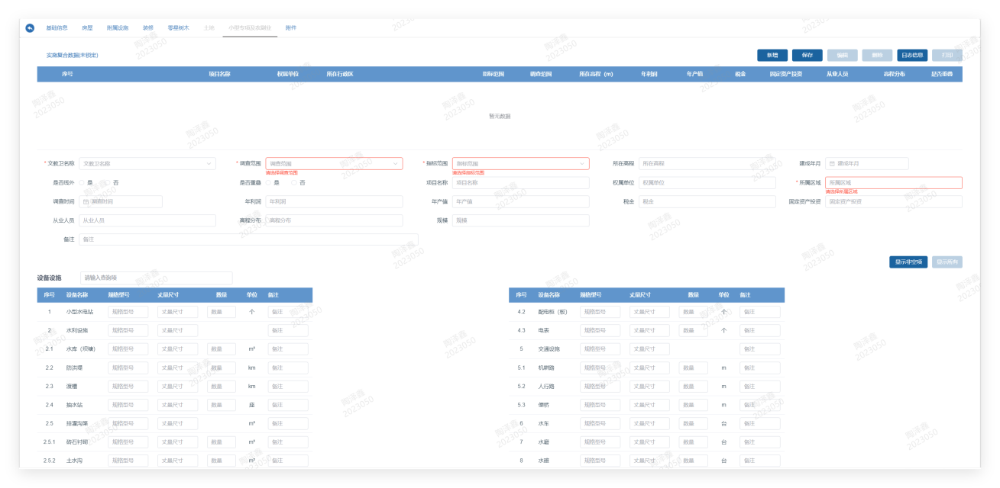 基础信息 房屋 附属设施 装修 零星树木 土地 小型专项及农副业 附件
实施复合数据(未锁定) 新增 保存 编辑 删除 日志信息 打印
序号 项目名称 权属单位 所在行政区 指标范围 调查范围 所在高程（m） 年利润 年产值 税金 固定资产投资 从业人员 高程分布 是否重叠
暂无数据
* 文教卫名称 文教卫名称 * 调查范围 调查范围 * 指标范围 指标范围 所在高程 所在高程 建成年月 建成年月
请选择调查范围 请选择指标范围
是否线外 是 否 是否重叠 是 否 项目名称 项目名称 权属单位 权属单位 * 所属区域 所属区域
请选择所属区域
调查时间 调查时间 年利润 年利润 年产值 年产值 税金 税金 固定资产投资 固定资产投资
从业人员 从业人员 高程分布 高程分布 规模 规模
备注 备注
显示非空项 显示所有
设备设施 请输入查询项
序号 设备名称 规格型号 丈量尺寸 数量 单位 备注 序号 设备名称 规格型号 丈量尺寸 数量 单位 备注
1 小型水电站 规格型号 丈量尺寸 数量 个 备注 4.2 配电柜（板） 规格型号 丈量尺寸 数量 个 备注
2 水利设施 规格型号 丈量尺寸 备注 4.3 电表 规格型号 丈量尺寸 数量 个 备注
2.1 水库（坝塘） 规格型号 丈量尺寸 数量 m³ 备注 5 交通设施 规格型号 丈量尺寸 备注
2.2 防洪堤 规格型号 丈量尺寸 数量 km 备注 5.1 机耕路 规格型号 丈量尺寸 数量 m 备注
2.3 渡槽 规格型号 丈量尺寸 数量 km 备注 5.2 人行路 规格型号 丈量尺寸 数量 m 备注
2.4 抽水站 规格型号 丈量尺寸 数量 座 备注 5.3 便桥 规格型号 丈量尺寸 数量 m 备注
2.5 排灌沟渠 规格型号 丈量尺寸 m³ 备注 6 水车 规格型号 丈量尺寸 数量 台 备注
2.5.1 砖石衬砌 规格型号 丈量尺寸 数量 m³ 备注 7 水磨 规格型号 丈量尺寸 数量 台 备注
2.5.2 土水沟 规格型号 丈量尺寸 数量 m³ 备注 8 水碾 规格型号 丈量尺寸 数量 台 备注